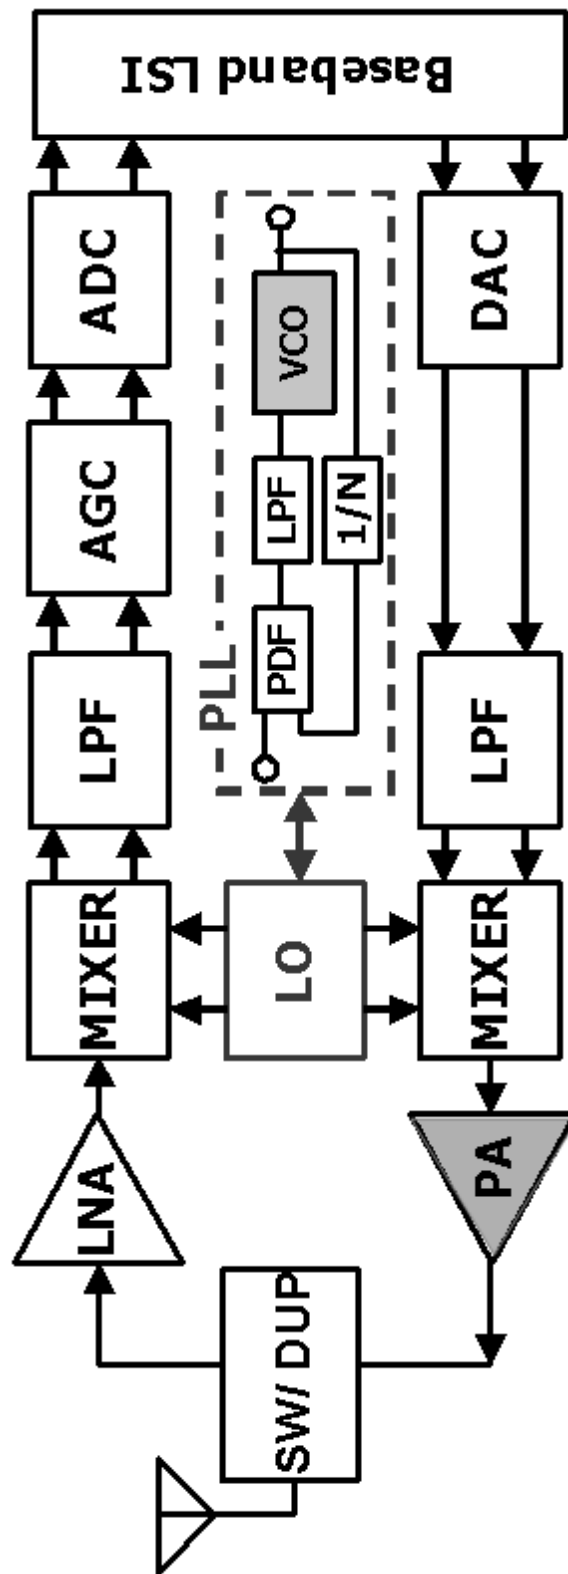 LNA
MIXER
LPF
AGC
ADC
Baseband LSI
SW/ DUP
LO
PLL
PDF
LPF
VCO
1/N
PA
MIXER
LPF
DAC